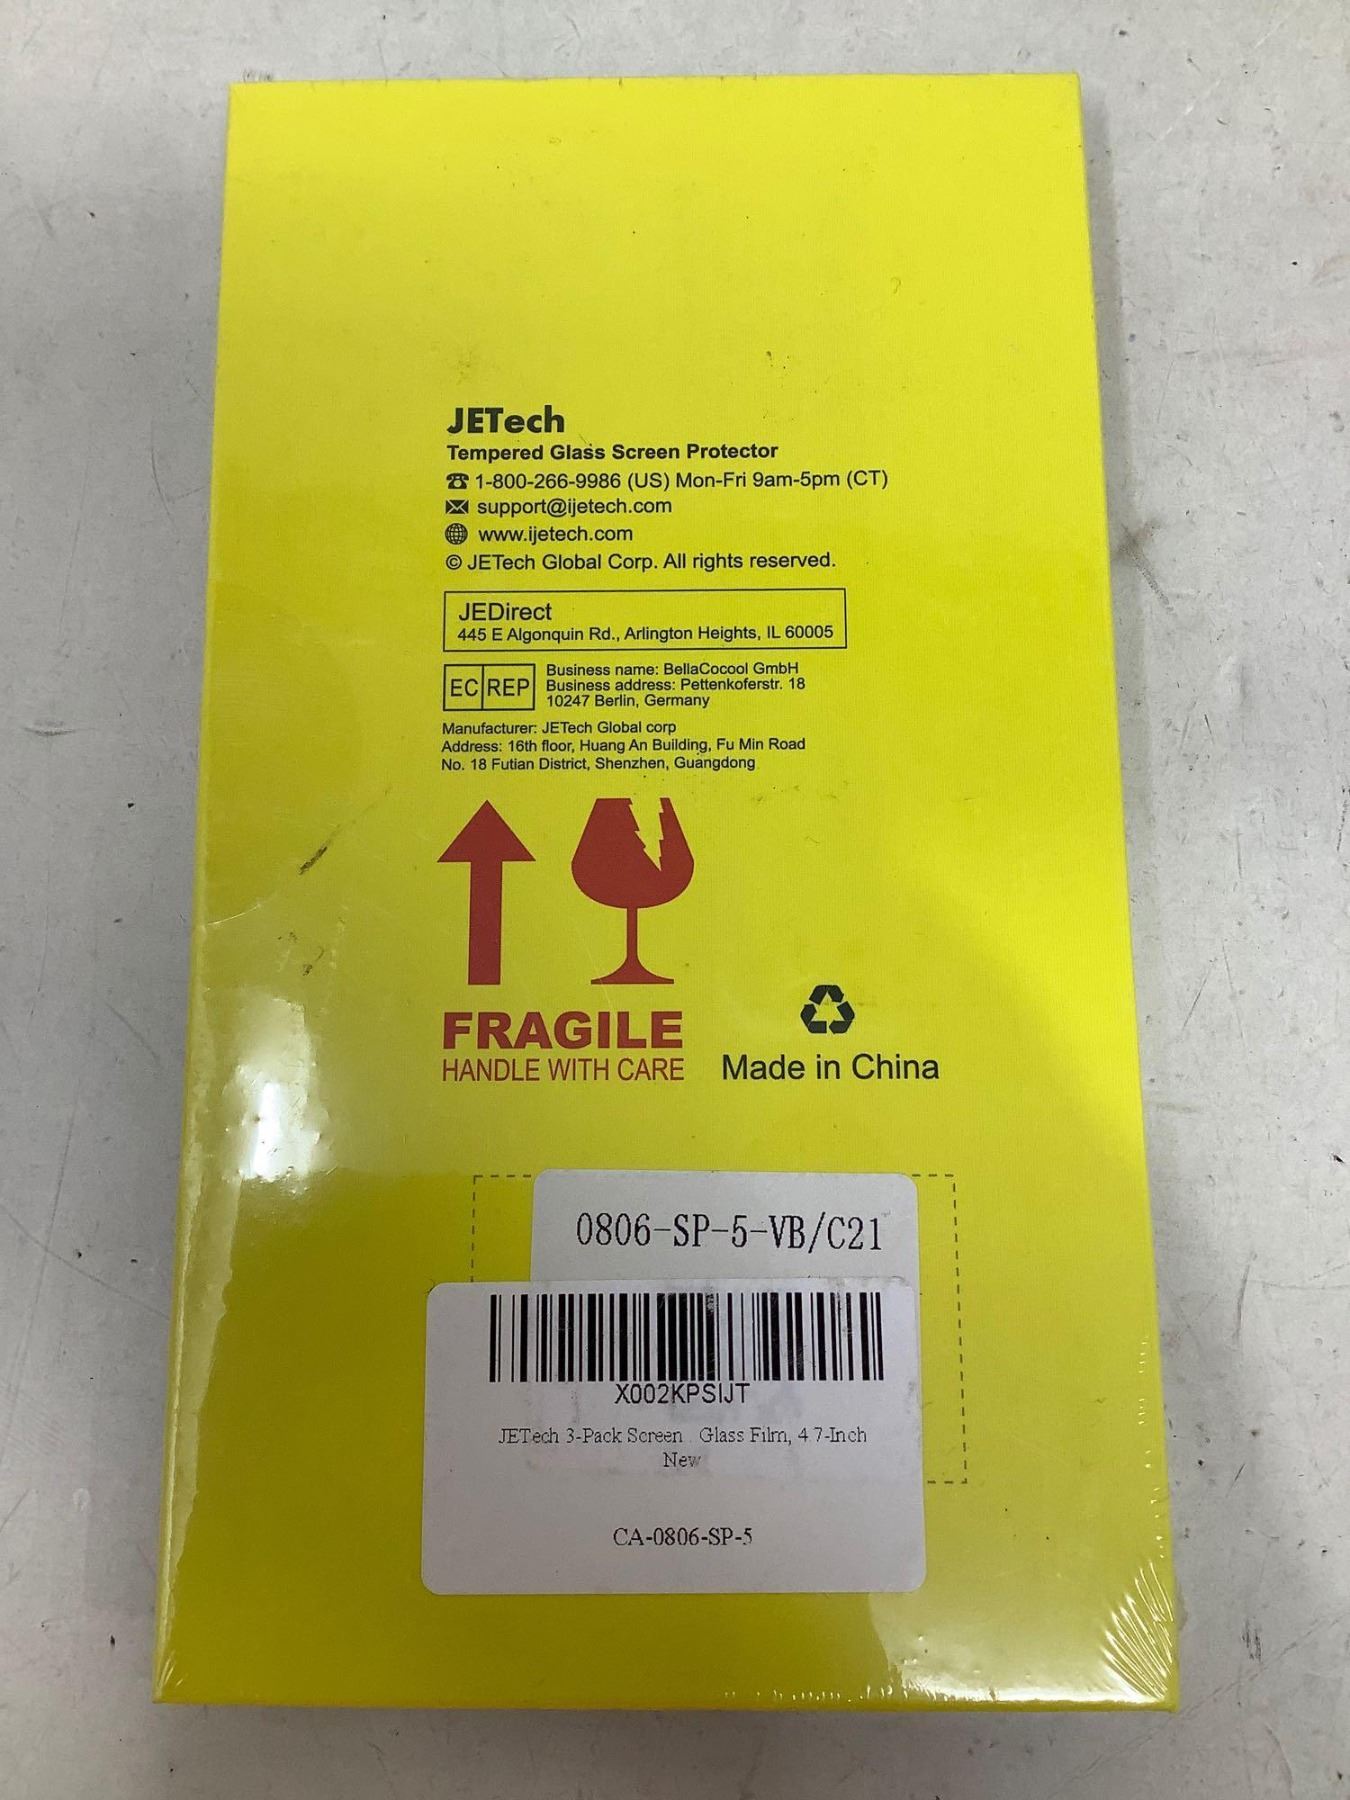 JETech
Tempered Glass Screen Protector
1-800-266-9986 (US) Mon-Fri 9am-5pm (CT)
support@ijetech.com
www.ijetech.com
© JETech Global Corp. All rights reserved.
JEDirect
445 E Algonquin Rd., Arlington Heights, IL 60005
EC REP
Business name: BellaCocool GmbH
Business address: Pettenkoferstr. 18
10247 Berlin, Germany
Manufacturer: JETech Global corp
Address: 16th floor, Huang An Building, Fu Min Road
No. 18 Futian District, Shenzhen, Guangdong
FRAGILE
HANDLE WITH CARE
Made in China
0806-SP-5-VB/C21
X002KPSIJT
JETech 3-Pack Screen . Glass Film, 4.7-Inch
New
CA-0806-SP-5